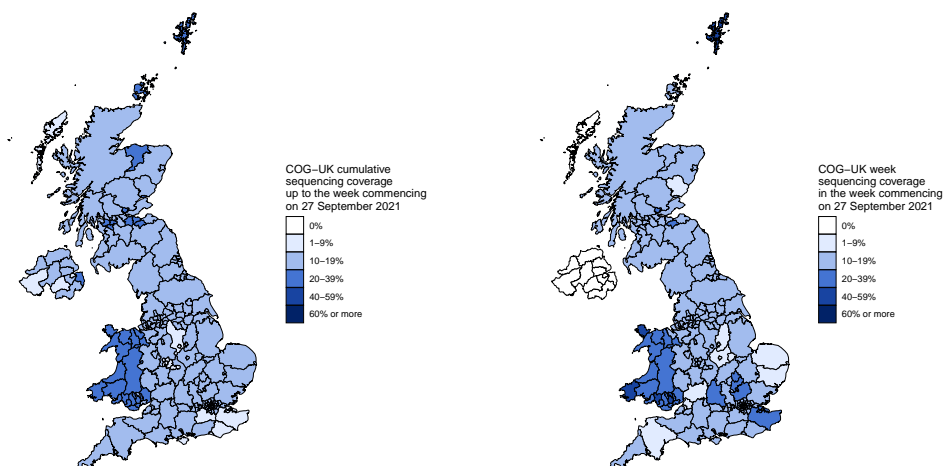 COG−UK cumulative
sequencing coverage
up to the week commencing
on 27 September 2021
0%
1−9%
10−19%
20−39%
40−59%
60% or more
COG−UK week
sequencing coverage
in the week commencing
on 27 September 2021
0%
1−9%
10−19%
20−39%
40−59%
60% or more